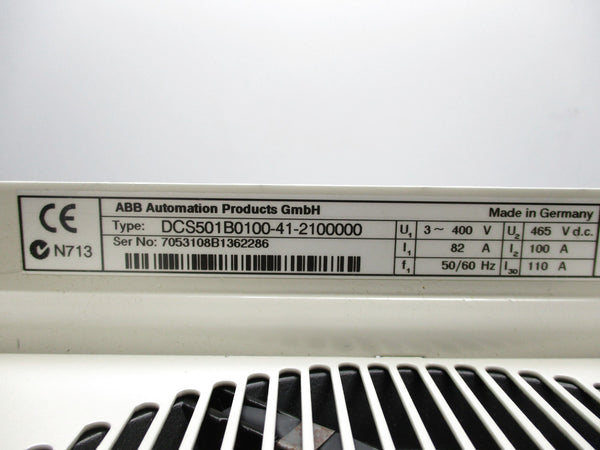 CE
ABB Automation Products GmbH
Made in Germany
Type: DCS501B0100-41-2100000
U1 3~ 400 V U2 465 V d.c.
N713
Ser No: 7053108B1362286
I1 82 A I2 100 A
f1 50/60 Hz I30 110 A